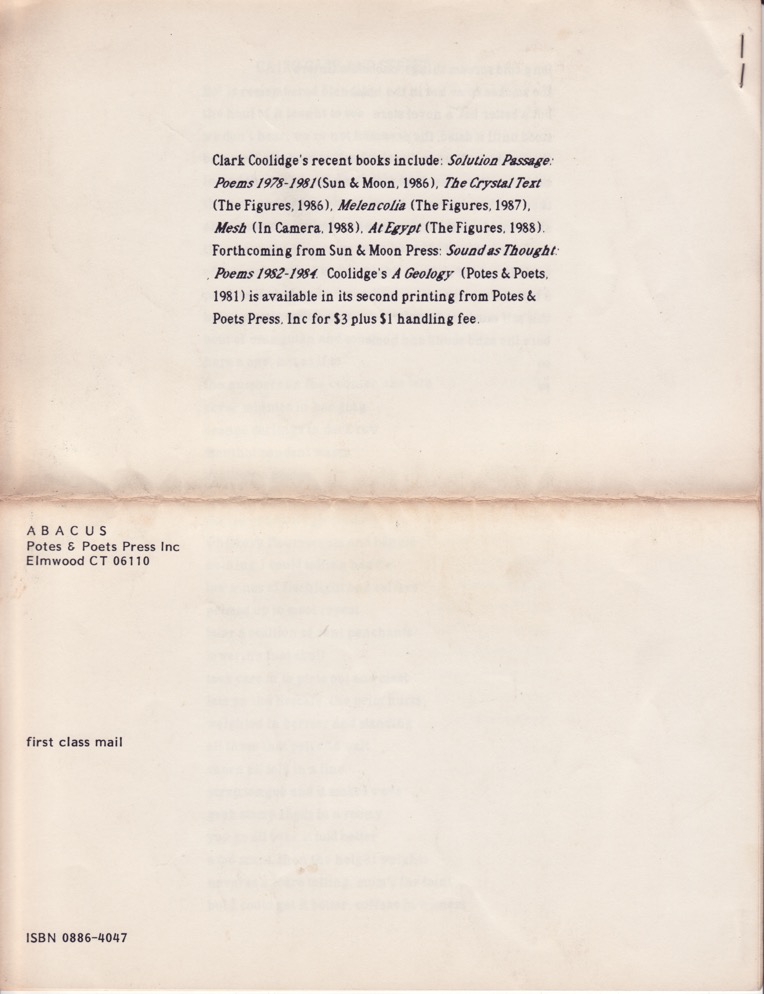 Clark Coolidge's recent books include: Solution Passage:
Poems 1978-1981(Sun & Moon, 1986), The Crystal Text
(The Figures, 1986), Melencolia (The Figures, 1987),
Mesh (In Camera, 1988), At Egypt (The Figures, 1988).
Forthcoming from Sun & Moon Press: Sound as Thought:
Poems 1982-1984. Coolidge's A Geology (Potes & Poets,
1981) is available in its second printing from Potes &
Poets Press, Inc for $3 plus $1 handling fee.
A B A C U S
Potes & Poets Press Inc
Elmwood CT 06110
first class mail
ISBN 0886-4047